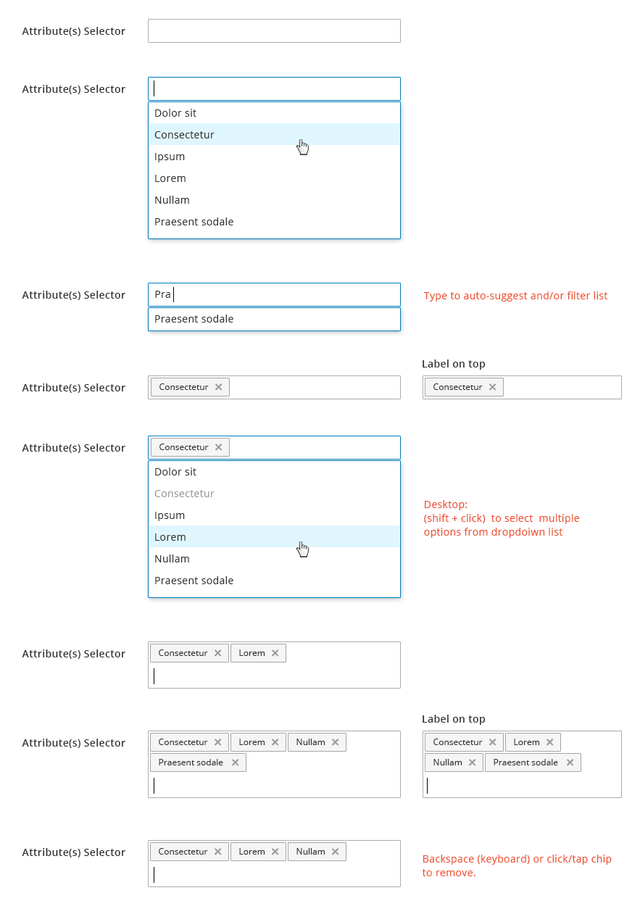 Attribute(s) Selector
Attribute(s) Selector
Dolor sit
Consectetur
Ipsum
Lorem
Nullam
Praesent sodale
Attribute(s) Selector
Pra
Type to auto-suggest and/or filter list
Praesent sodale
Label on top
Attribute(s) Selector
Consectetur ×
Consectetur ×
Attribute(s) Selector
Consectetur ×
Dolor sit
Consectetur
Ipsum
Lorem
Nullam
Praesent sodale
Desktop:
(shift + click) to select multiple
options from dropdoiwn list
Attribute(s) Selector
Consectetur × Lorem ×
Label on top
Attribute(s) Selector
Consectetur × Lorem × Nullam ×
Praesent sodale ×
Consectetur × Lorem ×
Nullam × Praesent sodale ×
Attribute(s) Selector
Consectetur × Lorem × Nullam ×
Backspace (keyboard) or click/tap chip
to remove.